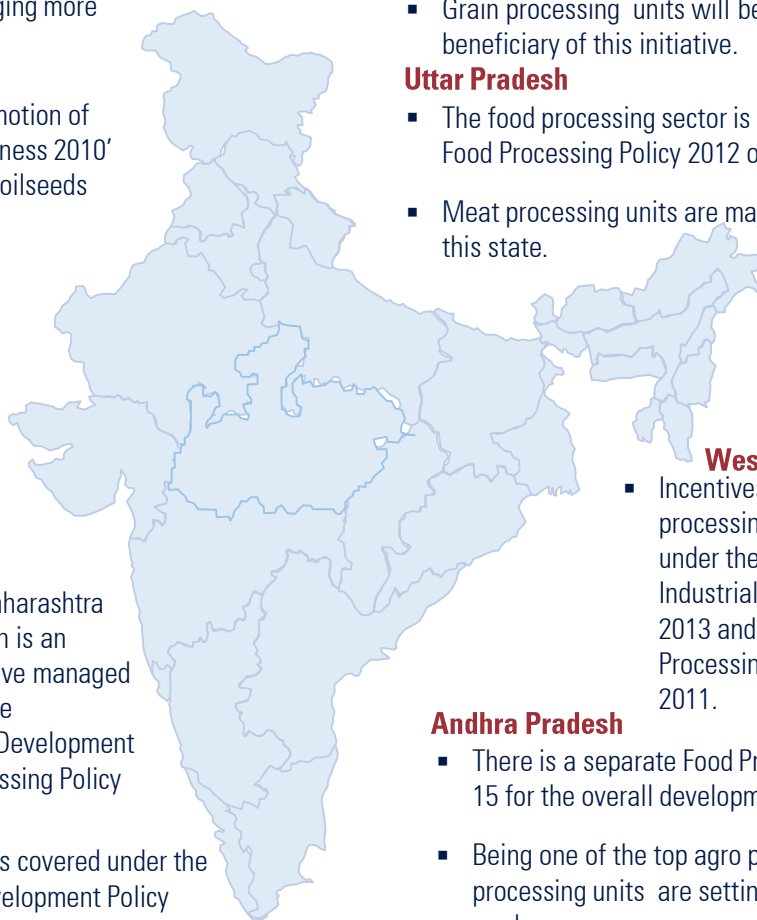 ging more
notion of
ness 2010’
oilseeds
aharashtra
n is an
ve managed
e
Development
ssing Policy
s covered under the
velopment Policy
Grain processing units will be
beneficiary of this initiative.
Uttar Pradesh
▪ The food processing sector is
Food Processing Policy 2012 o
▪ Meat processing units are ma
this state.
Wes
▪ Incentives
processin
under the
Industrial
2013 and
Processin
2011.
Andhra Pradesh
▪ There is a separate Food Pr
15 for the overall developm
▪ Being one of the top agro p
processing units are settin